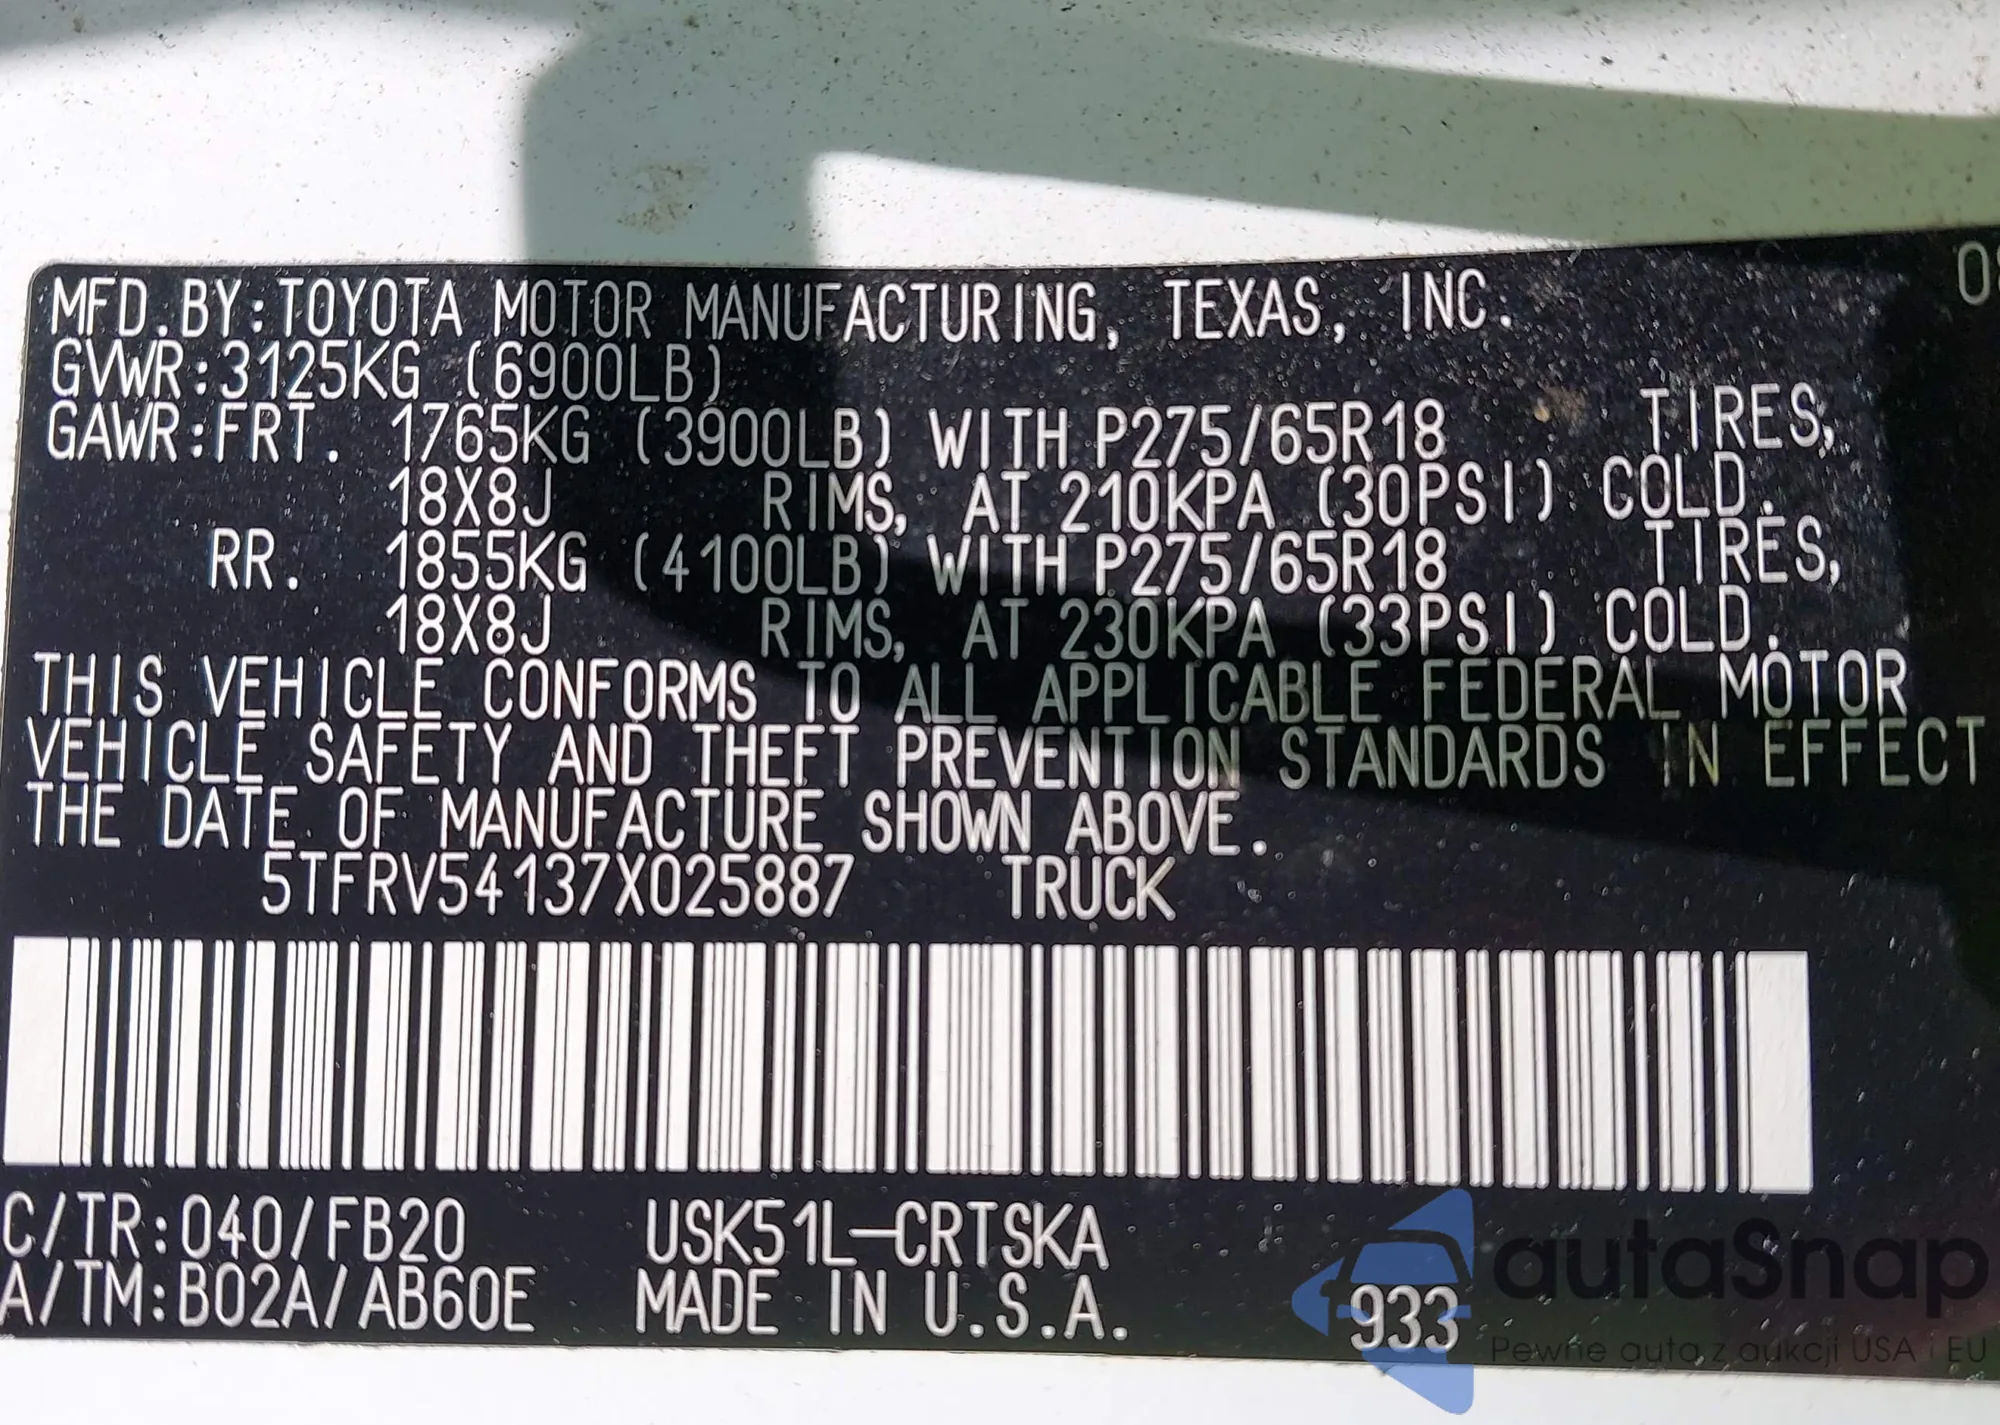 08
MFD.BY:TOYOTA MOTOR MANUFACTURING, TEXAS, INC.
GVWR:3125KG (6900LB)
GAWR:FRT. 1765KG (3900LB) WITH P275/65R18 TIRES,
18X8J RIMS, AT 210KPA (30PSI) COLD.
RR. 1855KG (4100LB) WITH P275/65R18 TIRES,
18X8J RIMS, AT 230KPA (33PSI) COLD.
THIS VEHICLE CONFORMS TO ALL APPLICABLE FEDERAL MOTOR
VEHICLE SAFETY AND THEFT PREVENTION STANDARDS IN EFFECT
THE DATE OF MANUFACTURE SHOWN ABOVE.
5TFRV54137X025887 TRUCK
C/TR:040/FB20 USK51L-CRTSKA
A/TM:B02A/AB60E MADE IN U.S.A. 933
autaSnap
Pewne auta z aukcji USA i EU